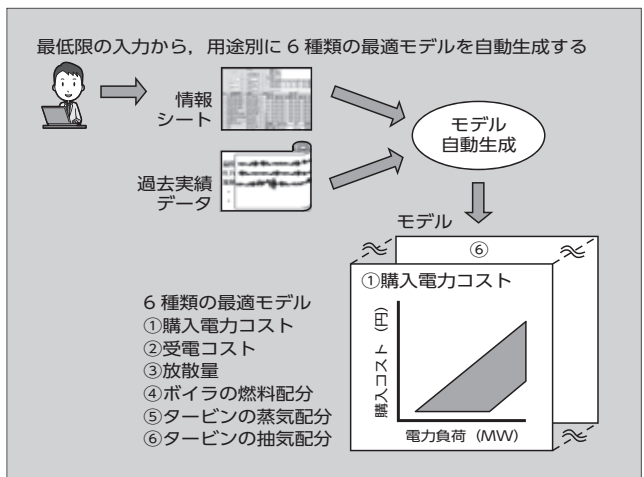 最低限の入力から，用途別に6種類の最適モデルを自動生成する
情報
シート
過去実績
データ
モデル
自動生成
モデル
⑥
①購入電力コスト
購入コスト（円）
電力負荷（MW）
6種類の最適モデル
①購入電力コスト
②受電コスト
③放散量
④ボイラの燃料配分
⑤タービンの蒸気配分
⑥タービンの抽気配分